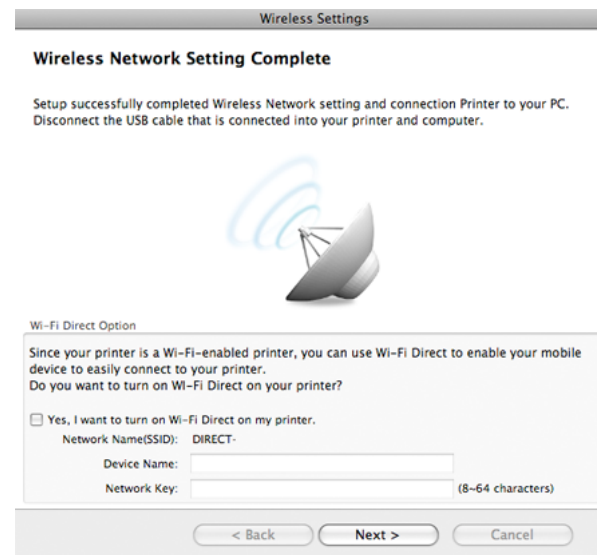 Wireless Settings
Wireless Network Setting Complete
Setup successfully completed Wireless Network setting and connection Printer to your PC.
Disconnect the USB cable that is connected into your printer and computer.
Wi-Fi Direct Option
Since your printer is a Wi-Fi-enabled printer, you can use Wi-Fi Direct to enable your mobile
device to easily connect to your printer.
Do you want to turn on WI-Fi Direct on your printer?
Yes, I want to turn on Wi-Fi Direct on my printer.
Network Name(SSID): DIRECT-
Device Name:
Network Key: (8~64 characters)
< Back Next > Cancel